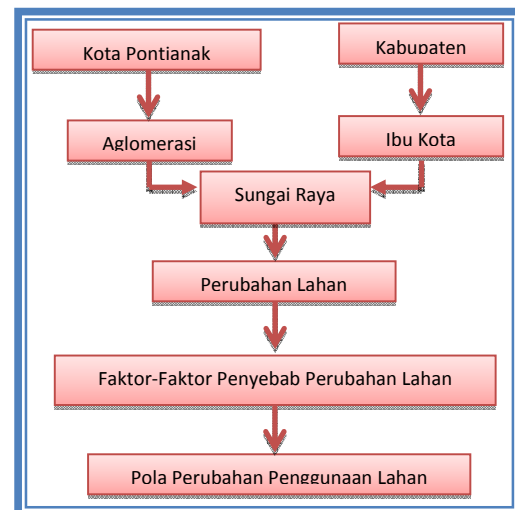 Kota Pontianak
Kabupaten
Aglomerasi
Ibu Kota
Sungai Raya
Perubahan Lahan
Faktor-Faktor Penyebab Perubahan Lahan
Pola Perubahan Penggunaan Lahan